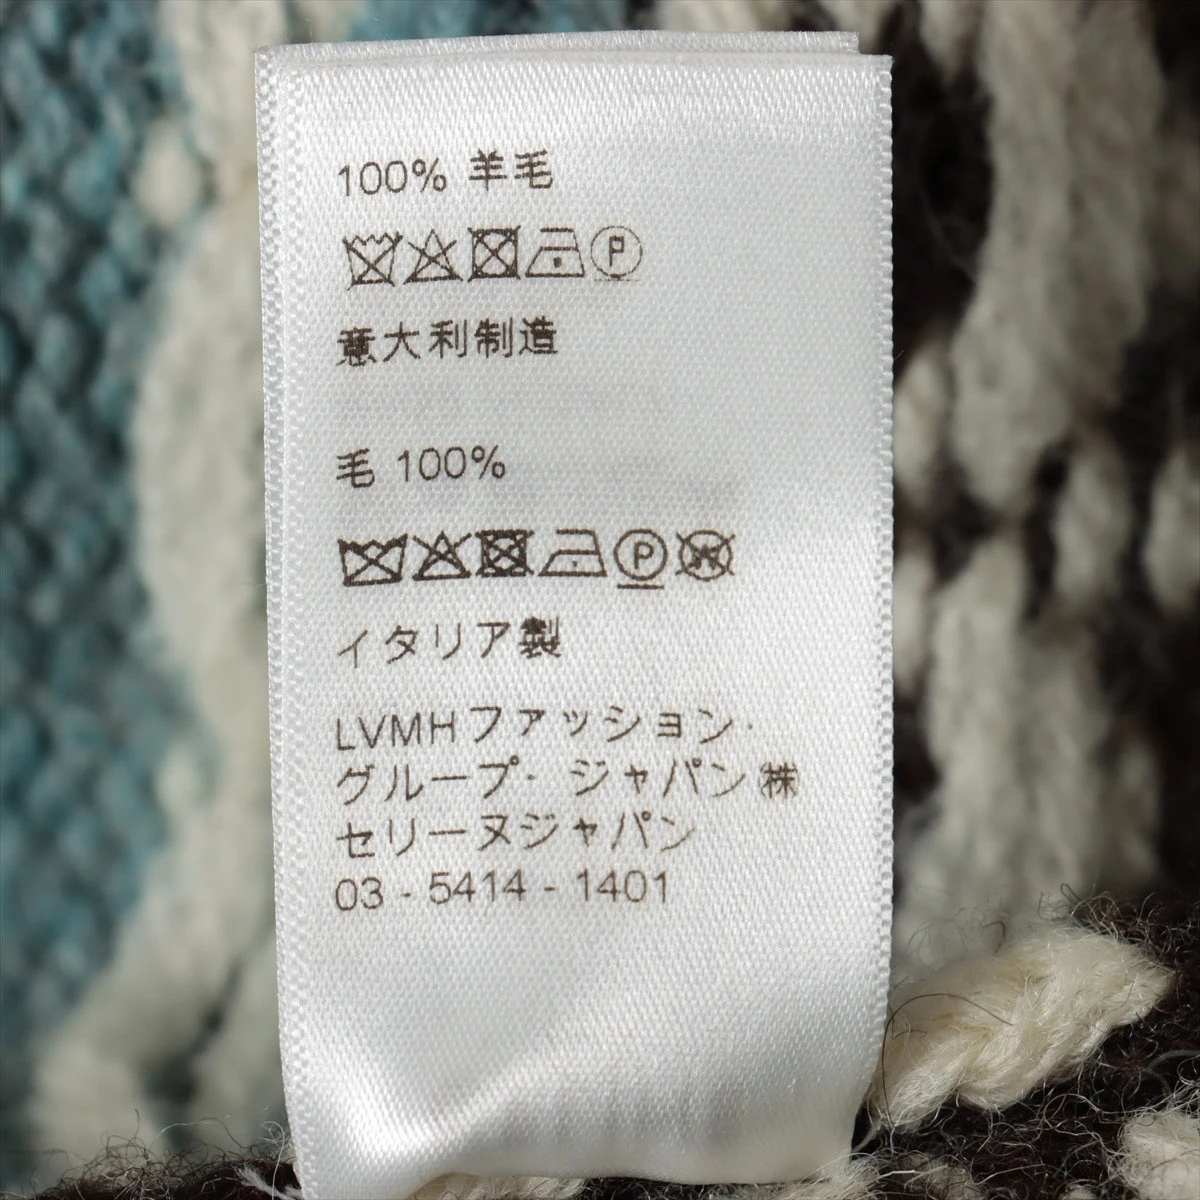 100% 羊毛
P
意大利制造
毛 100%
P W
イタリア製
LVMHファッション・
グループ・ ジャパン㈱
セリーヌジャパン
03 - 5414 - 1401